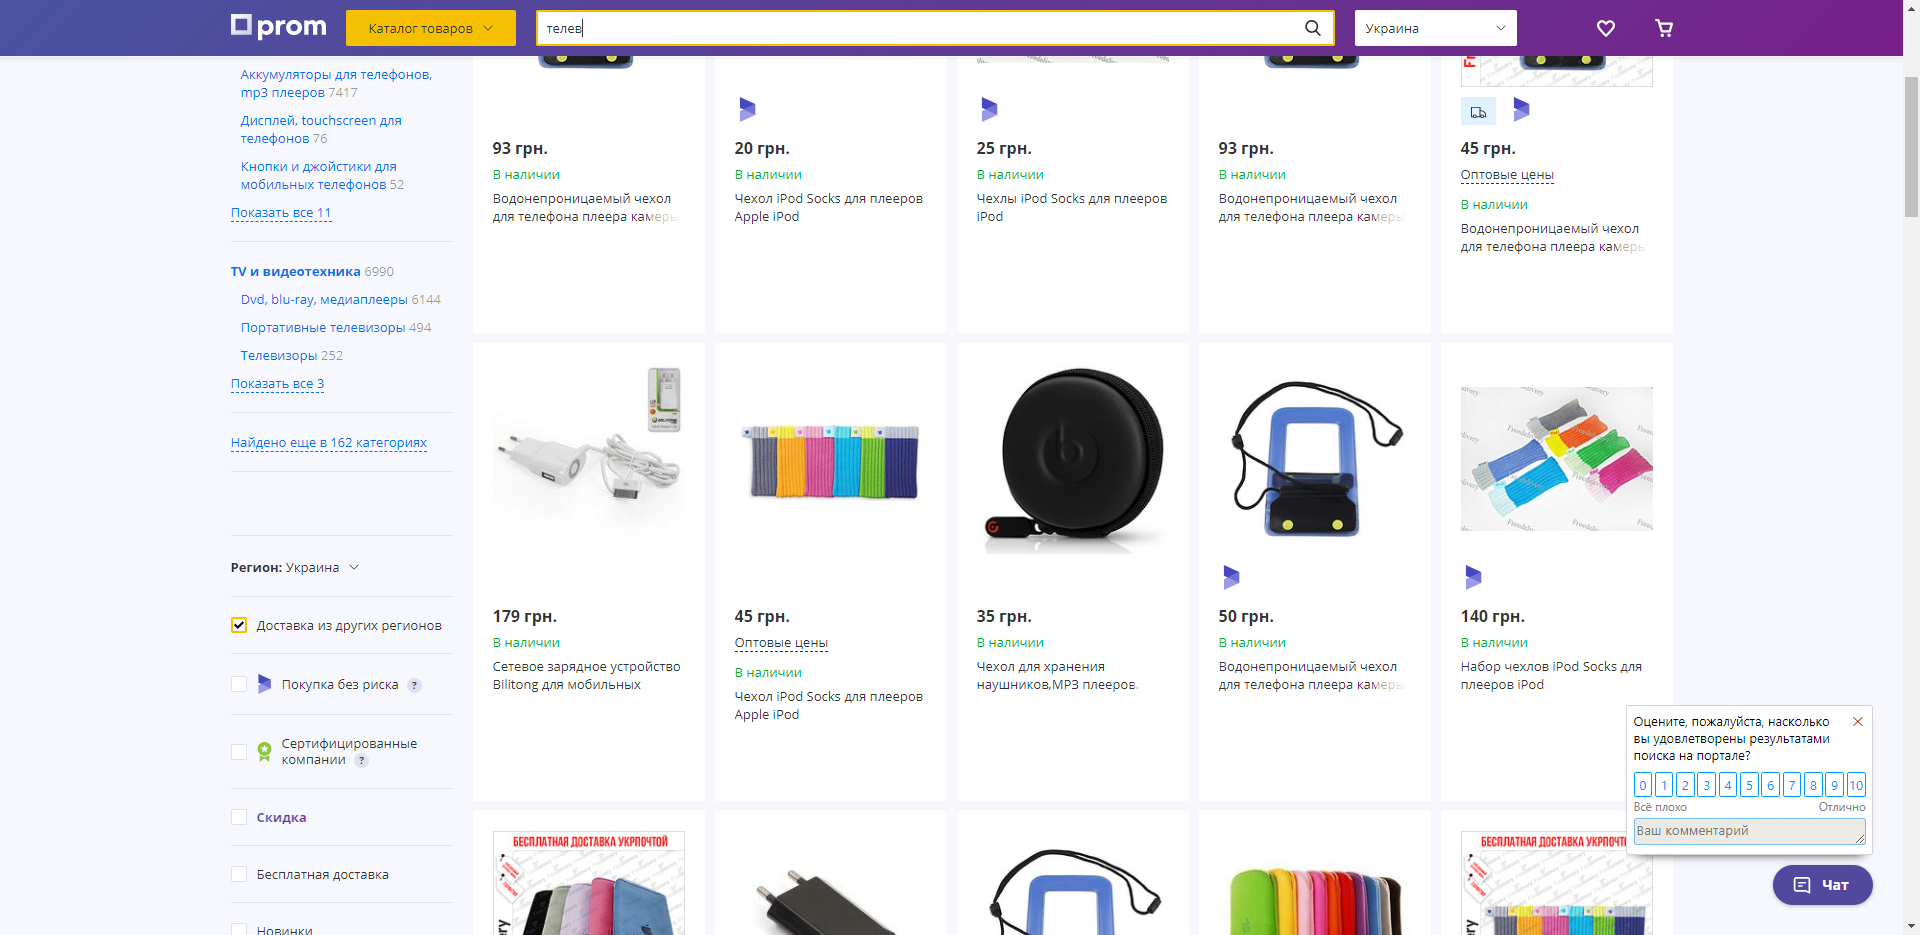 prom
Каталог товаров
телев
Украина
Аккумуляторы для телефонов,
mp3 плееров 7417
Дисплей, touchscreen для
телефонов 76
Кнопки и джойстики для
мобильных телефонов 52
Показать все 11
TV и видеотехника 6990
Dvd, blu-ray, медиаплееры 6144
Портативные телевизоры 494
Телевизоры 252
Показать все 3
Найдено еще в 162 категориях
Регион: Украина
Доставка из других регионов
Покупка без риска ?
Сертифицированные
компании ?
Скидка
Бесплатная доставка
Новинки
93 грн.
В наличии
Водонепроницаемый чехол
для телефона плеера камеры
20 грн.
В наличии
Чехол iPod Socks для плееров
Apple iPod
25 грн.
В наличии
Чехлы iPod Socks для плееров
iPod
93 грн.
В наличии
Водонепроницаемый чехол
для телефона плеера камеры
45 грн.
Оптовые цены
В наличии
Водонепроницаемый чехол
для телефона плеера камеры
179 грн.
В наличии
Сетевое зарядное устройство
Bilitong для мобильных
45 грн.
Оптовые цены
В наличии
Чехол iPod Socks для плееров
Apple iPod
35 грн.
В наличии
Чехол для хранения
наушников,MP3 плееров.
50 грн.
В наличии
Водонепроницаемый чехол
для телефона плеера камеры
Freedelivery
140 грн.
В наличии
Набор чехлов iPod Socks для
плееров iPod
БЕСПЛАТНАЯ ДОСТАВКА УКРПОЧТОЙ
БЕСПЛАТНАЯ ДОСТАВКА УКРПОЧТ
Оцените, пожалуйста, насколько
вы удовлетворены результатами
поиска на портале?
0 1 2 3 4 5 6 7 8 9 10
Всё плохо Отлично
Ваш комментарий
Чат